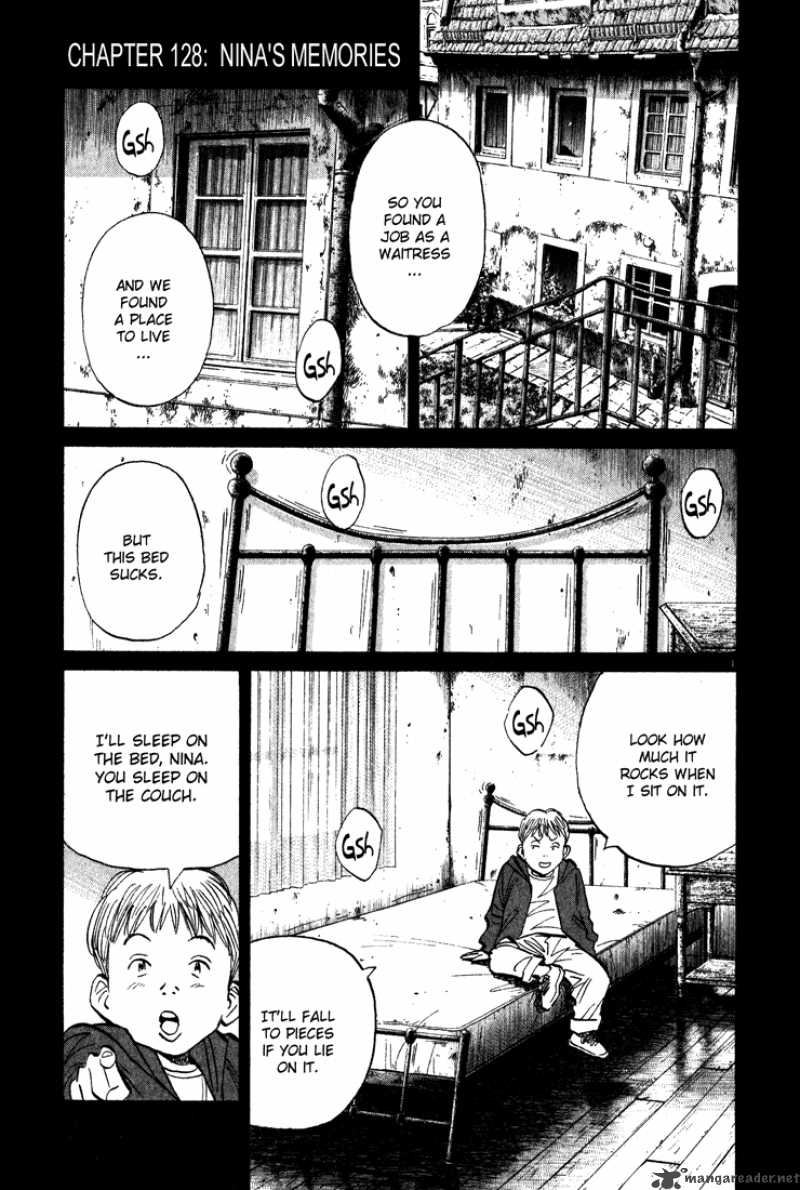 CHAPTER 128: NINA'S MEMORIES
SO YOU
FOUND A
JOB AS A
WAITRESS
...
GSh
AND WE
FOUND
A PLACE
TO LIVE
...
GSh
GSh
GSh
BUT
THIS BED
SUCKS.
1
I'LL SLEEP ON
THE BED, NINA.
YOU SLEEP ON
THE COUCH.
GSh
LOOK HOW
MUCH IT
ROCKS WHEN
I SIT ON IT.
GSh
IT'LL FALL
TO PIECES
IF YOU LIE
ON IT.
mangareader.net